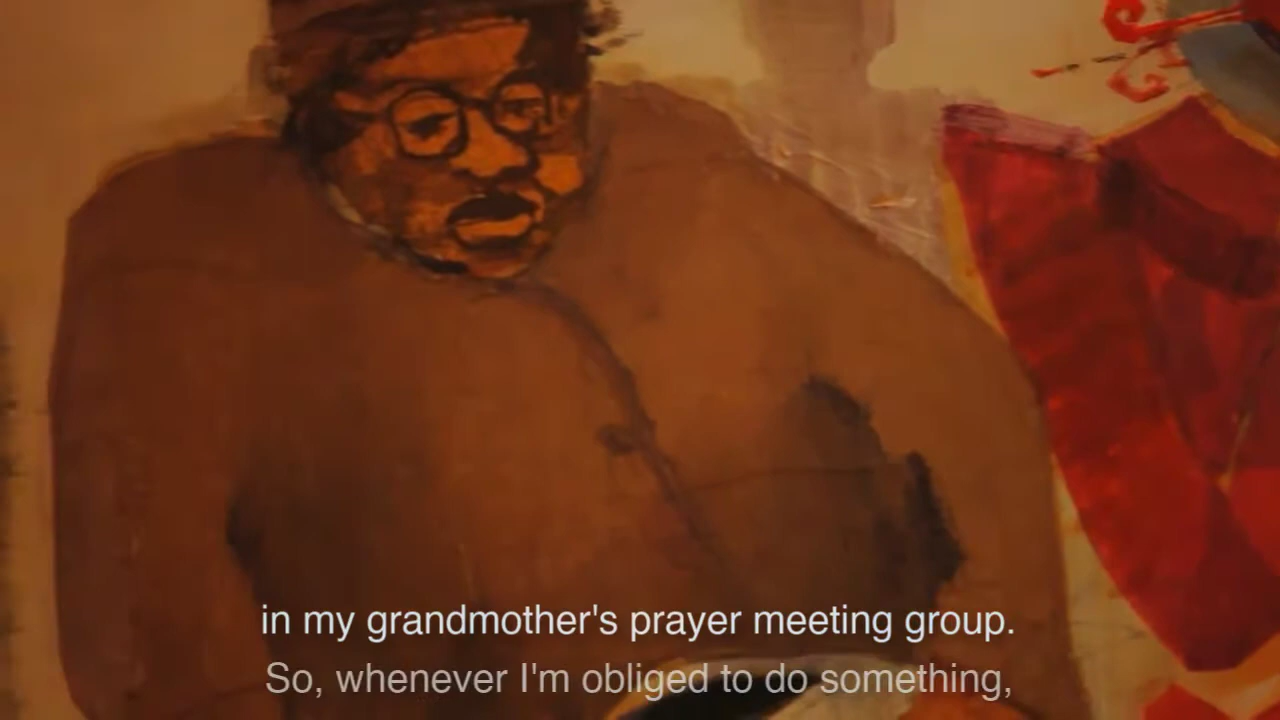 in my grandmother's prayer meeting group.
So, whenever I'm obliged to do something,